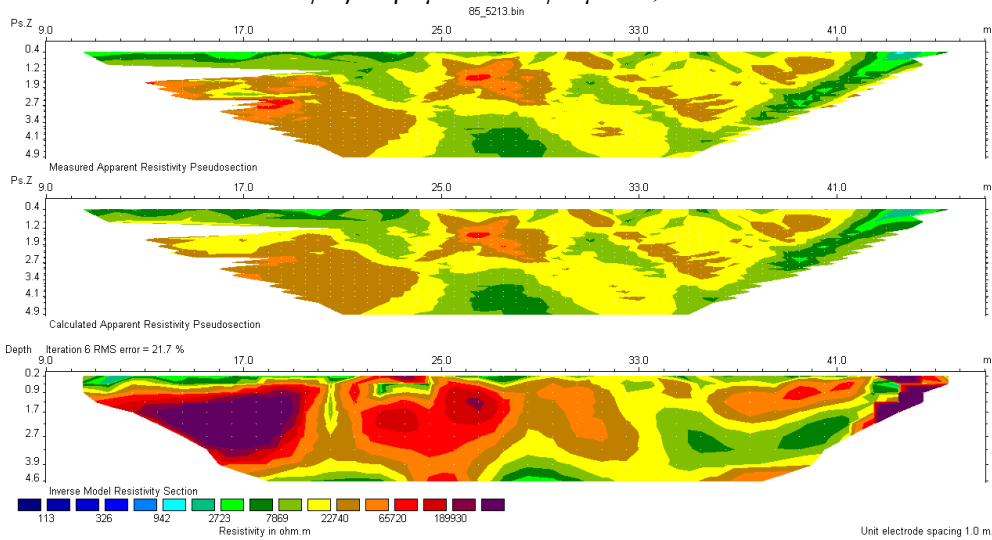 85_5213.bin
Ps.Z 9.0 17.0 25.0 33.0 41.0 m
0.4
1.2
1.9
2.7
3.4
4.1
4.9
Measured Apparent Resistivity Pseudosection
Ps.Z 9.0 17.0 25.0 33.0 41.0 m
0.4
1.2
1.9
2.7
3.4
4.1
4.9
Calculated Apparent Resistivity Pseudosection
Depth Iteration 6 RMS error = 21.7 %
9.0 17.0 25.0 33.0 41.0 m
0.2
0.9
1.7
2.7
3.9
4.6
Inverse Model Resistivity Section
113 326 942 2723 7869 22740 65720 189930
Resistivity in ohm.m
Unit electrode spacing 1.0 m.